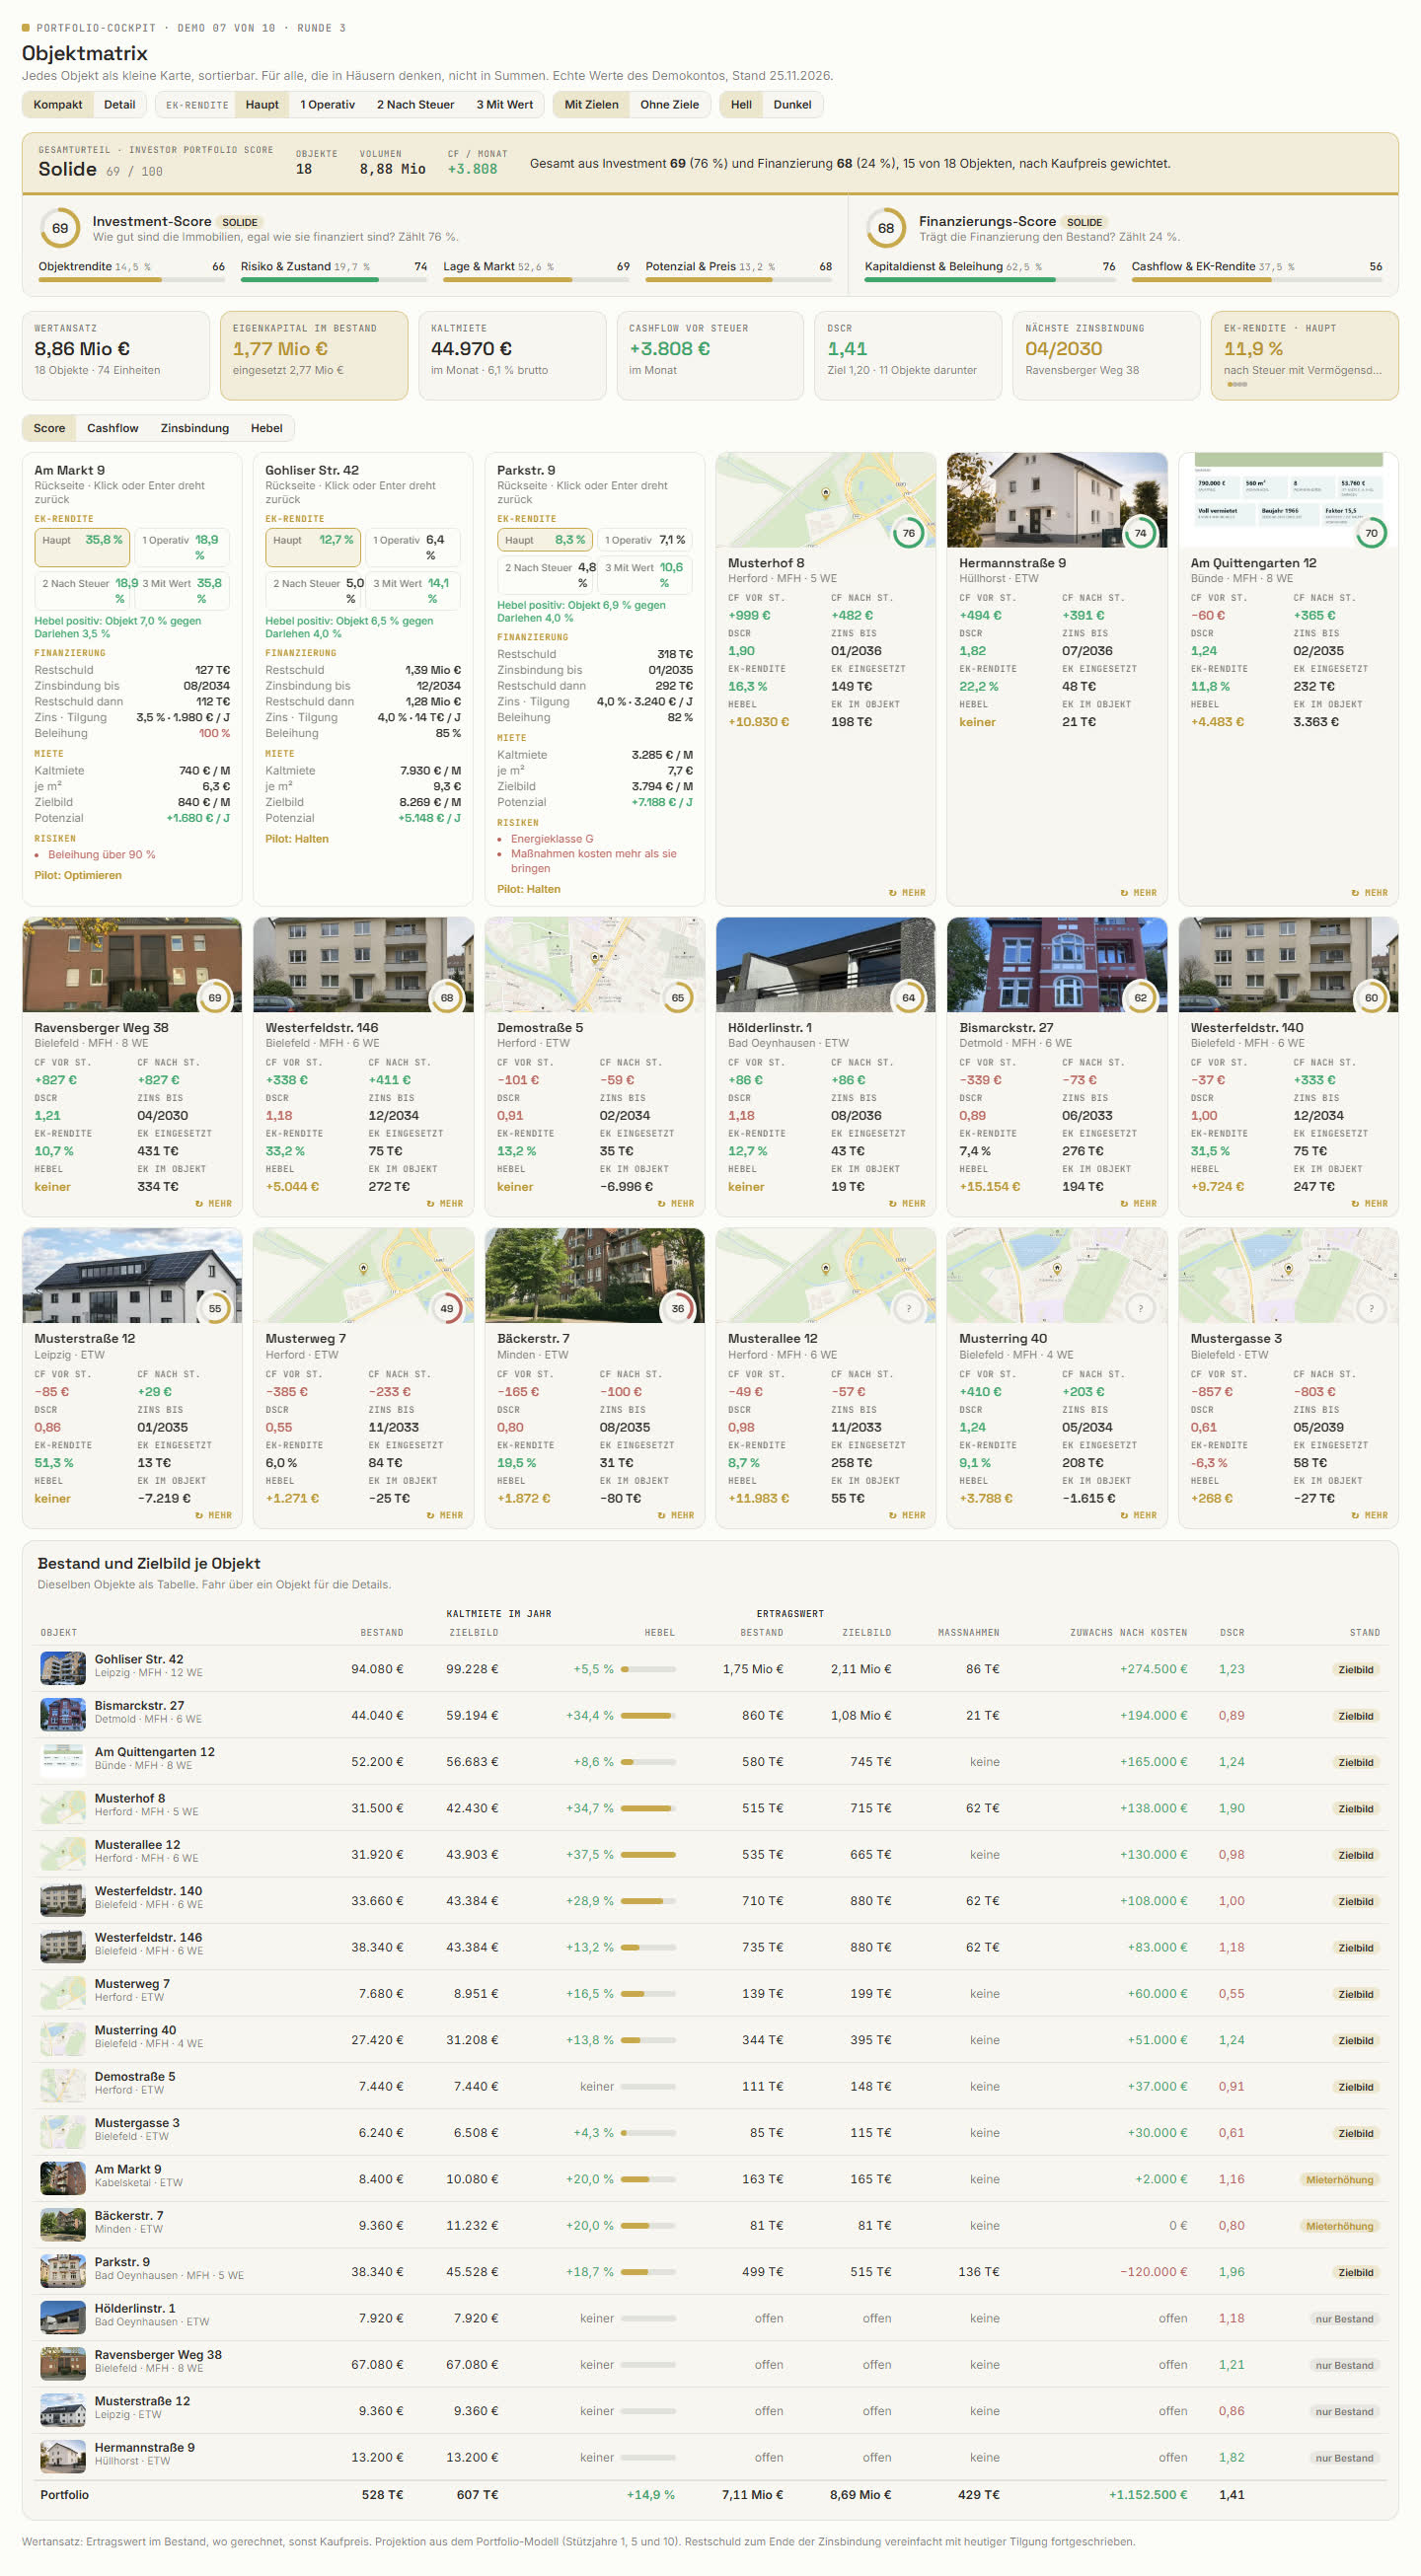 PORTFOLIO-COCKPIT · DEMO 07 VON 10 · RUNDE 3
Objektmatrix
Jedes Objekt als kleine Karte, sortierbar. Für alle, die in Häusern denken, nicht in Summen. Echte Werte des Demokontos, Stand 25.11.2026.
Kompakt Detail EK-RENDITE Haupt 1 Operativ 2 Nach Steuer 3 Mit Wert Mit Zielen Ohne Ziele Hell Dunkel
GESAMTURTEIL · INVESTOR PORTFOLIO SCORE
Solide 69 / 100
OBJEKTE
18
VOLUMEN
8,88 Mio
CF / MONAT
+3.808
Gesamt aus Investment 69 (76 %) und Finanzierung 68 (24 %), 15 von 18 Objekten, nach Kaufpreis gewichtet.
69
Investment-Score SOLIDE
Wie gut sind die Immobilien, egal wie sie finanziert sind? Zählt 76 %.
Objektrendite 14,5 % 66
Risiko & Zustand 19,7 % 74
Lage & Markt 52,6 % 69
Potenzial & Preis 13,2 % 68
68
Finanzierungs-Score SOLIDE
Trägt die Finanzierung den Bestand? Zählt 24 %.
Kapitaldienst & Beleihung 62,5 % 76
Cashflow & EK-Rendite 37,5 % 56
WERTANSATZ
8,86 Mio €
18 Objekte · 74 Einheiten
EIGENKAPITAL IM BESTAND
1,77 Mio €
eingesetzt 2,77 Mio €
KALTMIETE
44.970 €
im Monat · 6,1 % brutto
CASHFLOW VOR STEUER
+3.808 €
im Monat
DSCR
1,41
Ziel 1,20 · 11 Objekte darunter
NÄCHSTE ZINSBINDUNG
04/2030
Ravensberger Weg 38
EK-RENDITE · HAUPT
11,9 %
nach Steuer mit Vermögensd...
Score Cashflow Zinsbindung Hebel
Am Markt 9
Rückseite · Klick oder Enter dreht
zurück
EK-RENDITE
Haupt 35,8 % 1 Operativ 18,9
%
2 Nach Steuer 18,9 3 Mit Wert 35,8
% %
Hebel positiv: Objekt 7,0 % gegen
Darlehen 3,5 %
FINANZIERUNG
Restschuld 127 T€
Zinsbindung bis 08/2034
Restschuld dann 112 T€
Zins · Tilgung 3,5 % · 1.980 € / J
Beleihung 100 %
MIETE
Kaltmiete 740 € / M
je m² 6,3 €
Zielbild 840 € / M
Potenzial +1.680 € / J
RISIKEN
Beleihung über 90 %
Pilot: Optimieren
Gohliser Str. 42
Rückseite · Klick oder Enter dreht
zurück
EK-RENDITE
Haupt 12,7 % 1 Operativ 6,4
%
2 Nach Steuer 5,0 3 Mit Wert 14,1
% %
Hebel positiv: Objekt 6,5 % gegen
Darlehen 4,0 %
FINANZIERUNG
Restschuld 1,39 Mio €
Zinsbindung bis 12/2034
Restschuld dann 1,28 Mio €
Zins · Tilgung 4,0 % · 14 T€ / J
Beleihung 85 %
MIETE
Kaltmiete 7.930 € / M
je m² 9,3 €
Zielbild 8.269 € / M
Potenzial +5.148 € / J
Pilot: Halten
Parkstr. 9
Rückseite · Klick oder Enter dreht
zurück
EK-RENDITE
Haupt 8,3 % 1 Operativ 7,1 %
2 Nach Steuer 4,8 3 Mit Wert 10,6
% %
Hebel positiv: Objekt 6,9 % gegen
Darlehen 4,0 %
FINANZIERUNG
Restschuld 318 T€
Zinsbindung bis 01/2035
Restschuld dann 292 T€
Zins · Tilgung 4,0 % · 3.240 € / J
Beleihung 82 %
MIETE
Kaltmiete 3.285 € / M
je m² 7,7 €
Zielbild 3.794 € / M
Potenzial +7.188 € / J
RISIKEN
Energieklasse G
Maßnahmen kosten mehr als sie
bringen
Pilot: Halten
76
Musterhof 8
Herford · MFH · 5 WE
CF VOR ST. CF NACH ST.
+999 € +482 €
DSCR ZINS BIS
1,90 01/2036
EK-RENDITE EK EINGESETZT
16,3 % 149 T€
HEBEL EK IM OBJEKT
+10.930 € 198 T€
↻ MEHR
74
Hermannstraße 9
Hüllhorst · ETW
CF VOR ST. CF NACH ST.
+494 € +391 €
DSCR ZINS BIS
1,82 07/2036
EK-RENDITE EK EINGESETZT
22,2 % 48 T€
HEBEL EK IM OBJEKT
keiner 21 T€
↻ MEHR
790.000 € 560 m² 8 53.760 €
Voll vermietet Baujahr 1966 Faktor 15,5
70
Am Quittengarten 12
Bünde · MFH · 8 WE
CF VOR ST. CF NACH ST.
−60 € +365 €
DSCR ZINS BIS
1,24 02/2035
EK-RENDITE EK EINGESETZT
11,8 % 232 T€
HEBEL EK IM OBJEKT
+4.483 € 3.363 €
↻ MEHR
69
Ravensberger Weg 38
Bielefeld · MFH · 8 WE
CF VOR ST. CF NACH ST.
+827 € +827 €
DSCR ZINS BIS
1,21 04/2030
EK-RENDITE EK EINGESETZT
10,7 % 431 T€
HEBEL EK IM OBJEKT
keiner 334 T€
↻ MEHR
68
Westerfeldstr. 146
Bielefeld · MFH · 6 WE
CF VOR ST. CF NACH ST.
+338 € +411 €
DSCR ZINS BIS
1,18 12/2034
EK-RENDITE EK EINGESETZT
33,2 % 75 T€
HEBEL EK IM OBJEKT
+5.044 € 272 T€
↻ MEHR
65
Demostraße 5
Herford · ETW
CF VOR ST. CF NACH ST.
−101 € −59 €
DSCR ZINS BIS
0,91 02/2034
EK-RENDITE EK EINGESETZT
13,2 % 35 T€
HEBEL EK IM OBJEKT
keiner −6.996 €
↻ MEHR
64
Hölderlinstr. 1
Bad Oeynhausen · ETW
CF VOR ST. CF NACH ST.
+86 € +86 €
DSCR ZINS BIS
1,18 08/2036
EK-RENDITE EK EINGESETZT
12,7 % 43 T€
HEBEL EK IM OBJEKT
keiner 19 T€
↻ MEHR
62
Bismarckstr. 27
Detmold · MFH · 6 WE
CF VOR ST. CF NACH ST.
−339 € −73 €
DSCR ZINS BIS
0,89 06/2033
EK-RENDITE EK EINGESETZT
7,4 % 276 T€
HEBEL EK IM OBJEKT
+15.154 € 194 T€
↻ MEHR
60
Westerfeldstr. 140
Bielefeld · MFH · 6 WE
CF VOR ST. CF NACH ST.
−37 € +333 €
DSCR ZINS BIS
1,00 12/2034
EK-RENDITE EK EINGESETZT
31,5 % 75 T€
HEBEL EK IM OBJEKT
+9.724 € 247 T€
↻ MEHR
55
Musterstraße 12
Leipzig · ETW
CF VOR ST. CF NACH ST.
−85 € +29 €
DSCR ZINS BIS
0,86 01/2035
EK-RENDITE EK EINGESETZT
51,3 % 13 T€
HEBEL EK IM OBJEKT
keiner −7.219 €
↻ MEHR
49
Musterweg 7
Herford · ETW
CF VOR ST. CF NACH ST.
−385 € −233 €
DSCR ZINS BIS
0,55 11/2033
EK-RENDITE EK EINGESETZT
6,0 % 84 T€
HEBEL EK IM OBJEKT
+1.271 € −25 T€
↻ MEHR
36
Bäckerstr. 7
Minden · ETW
CF VOR ST. CF NACH ST.
−165 € −100 €
DSCR ZINS BIS
0,80 08/2035
EK-RENDITE EK EINGESETZT
19,5 % 31 T€
HEBEL EK IM OBJEKT
+1.872 € −80 T€
↻ MEHR
?
Musterallee 12
Herford · MFH · 6 WE
CF VOR ST. CF NACH ST.
−49 € −57 €
DSCR ZINS BIS
0,98 11/2033
EK-RENDITE EK EINGESETZT
8,7 % 258 T€
HEBEL EK IM OBJEKT
+11.983 € 55 T€
↻ MEHR
?
Musterring 40
Bielefeld · MFH · 4 WE
CF VOR ST. CF NACH ST.
+410 € +203 €
DSCR ZINS BIS
1,24 05/2034
EK-RENDITE EK EINGESETZT
9,1 % 208 T€
HEBEL EK IM OBJEKT
+3.788 € −1.615 €
↻ MEHR
?
Mustergasse 3
Bielefeld · ETW
CF VOR ST. CF NACH ST.
−857 € −803 €
DSCR ZINS BIS
0,61 05/2039
EK-RENDITE EK EINGESETZT
-6,3 % 58 T€
HEBEL EK IM OBJEKT
+268 € −27 T€
↻ MEHR
Bestand und Zielbild je Objekt
Dieselben Objekte als Tabelle. Fahr über ein Objekt für die Details.
KALTMIETE IM JAHR ERTRAGSWERT
OBJEKT BESTAND ZIELBILD HEBEL BESTAND ZIELBILD MASSNAHMEN ZUWACHS NACH KOSTEN DSCR STAND
Gohliser Str. 42 94.080 € 99.228 € +5,5 % 1,75 Mio € 2,11 Mio € 86 T€ +274.500 € 1,23 Zielbild
Leipzig · MFH · 12 WE
Bismarckstr. 27 44.040 € 59.194 € +34,4 % 860 T€ 1,08 Mio € 21 T€ +194.000 € 0,89 Zielbild
Detmold · MFH · 6 WE
Am Quittengarten 12 52.200 € 56.683 € +8,6 % 580 T€ 745 T€ keine +165.000 € 1,24 Zielbild
Bünde · MFH · 8 WE
Musterhof 8 31.500 € 42.430 € +34,7 % 515 T€ 715 T€ 62 T€ +138.000 € 1,90 Zielbild
Herford · MFH · 5 WE
Musterallee 12 31.920 € 43.903 € +37,5 % 535 T€ 665 T€ keine +130.000 € 0,98 Zielbild
Herford · MFH · 6 WE
Westerfeldstr. 140 33.660 € 43.384 € +28,9 % 710 T€ 880 T€ 62 T€ +108.000 € 1,00 Zielbild
Bielefeld · MFH · 6 WE
Westerfeldstr. 146 38.340 € 43.384 € +13,2 % 735 T€ 880 T€ 62 T€ +83.000 € 1,18 Zielbild
Bielefeld · MFH · 6 WE
Musterweg 7 7.680 € 8.951 € +16,5 % 139 T€ 199 T€ keine +60.000 € 0,55 Zielbild
Herford · ETW
Musterring 40 27.420 € 31.208 € +13,8 % 344 T€ 395 T€ keine +51.000 € 1,24 Zielbild
Bielefeld · MFH · 4 WE
Demostraße 5 7.440 € 7.440 € keiner 111 T€ 148 T€ keine +37.000 € 0,91 Zielbild
Herford · ETW
Mustergasse 3 6.240 € 6.508 € +4,3 % 85 T€ 115 T€ keine +30.000 € 0,61 Zielbild
Bielefeld · ETW
Am Markt 9 8.400 € 10.080 € +20,0 % 163 T€ 165 T€ keine +2.000 € 1,16 Mieterhöhung
Kabelsketal · ETW
Bäckerstr. 7 9.360 € 11.232 € +20,0 % 81 T€ 81 T€ keine 0 € 0,80 Mieterhöhung
Minden · ETW
Parkstr. 9 38.340 € 45.528 € +18,7 % 499 T€ 515 T€ 136 T€ −120.000 € 1,96 Zielbild
Bad Oeynhausen · MFH · 5 WE
Hölderlinstr. 1 7.920 € 7.920 € keiner offen offen keine offen 1,18 nur Bestand
Bad Oeynhausen · ETW
Ravensberger Weg 38 67.080 € 67.080 € keiner offen offen keine offen 1,21 nur Bestand
Bielefeld · MFH · 8 WE
Musterstraße 12 9.360 € 9.360 € keiner offen offen keine offen 0,86 nur Bestand
Leipzig · ETW
Hermannstraße 9 13.200 € 13.200 € keiner offen offen keine offen 1,82 nur Bestand
Hüllhorst · ETW
Portfolio 528 T€ 607 T€ +14,9 % 7,11 Mio € 8,69 Mio € 429 T€ +1.152.500 € 1,41
Wertansatz: Ertragswert im Bestand, wo gerechnet, sonst Kaufpreis. Projektion aus dem Portfolio-Modell (Stützjahre 1, 5 und 10). Restschuld zum Ende der Zinsbindung vereinfacht mit heutiger Tilgung fortgeschrieben.